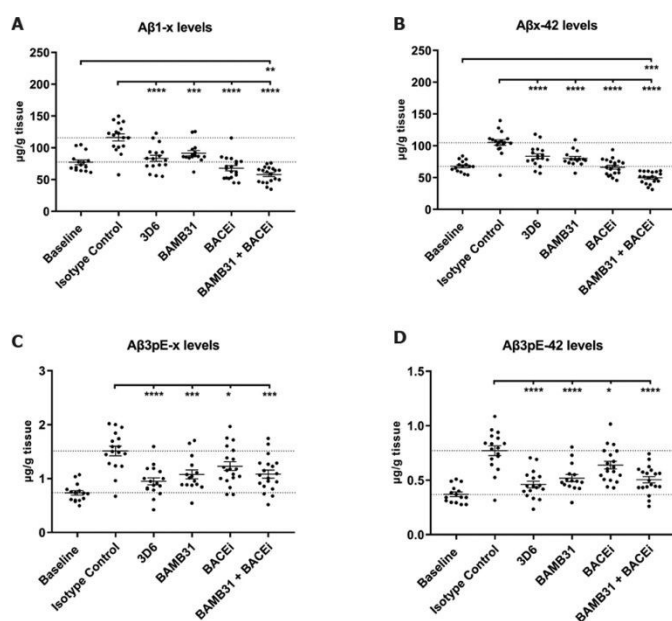 A
Aβ1-x levels
**
**** *** **** ****
µg/g tissue
250
200
150
100
50
0
Baseline
Isotype Control
3D6
BAMB31
BACEi
BAMB31 + BACEi
B
Aβx-42 levels
***
**** **** **** ****
µg/g tissue
250
200
150
100
50
0
Baseline
Isotype Control
3D6
BAMB31
BACEi
BAMB31 + BACEi
C
Aβ3pE-x levels
**** *** * ***
µg/g tissue
3
2
1
0
Baseline
Isotype Control
3D6
BAMB31
BACEi
BAMB31 + BACEi
D
Aβ3pE-42 levels
**** **** * ****
µg/g tissue
1.5
1.0
0.5
0.0
Baseline
Isotype Control
3D6
BAMB31
BACEi
BAMB31 + BACEi